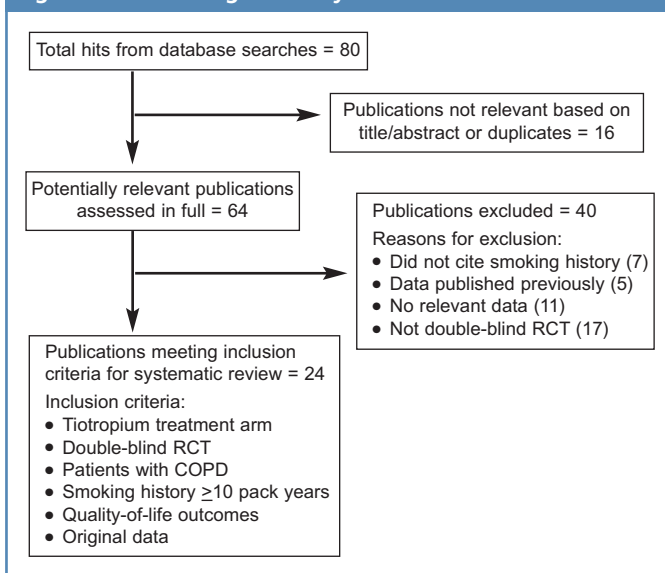 Total hits from database searches = 80
Publications not relevant based on
title/abstract or duplicates = 16
Potentially relevant publications
assessed in full = 64
Publications excluded = 40
Reasons for exclusion:
• Did not cite smoking history (7)
• Data published previously (5)
• No relevant data (11)
• Not double-blind RCT (17)
Publications meeting inclusion
criteria for systematic review = 24
Inclusion criteria:
• Tiotropium treatment arm
• Double-blind RCT
• Patients with COPD
• Smoking history ≥10 pack years
• Quality-of-life outcomes
• Original data